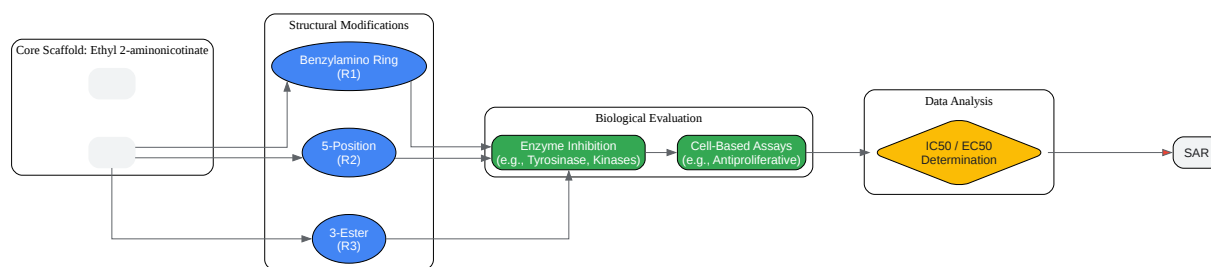 Core Scaffold: Ethyl 2-aminonicotinate
Structural Modifications
Benzylamino Ring
(R1)
5-Position
(R2)
3-Ester
(R3)
Biological Evaluation
Enzyme Inhibition
(e.g., Tyrosinase, Kinases)
Cell-Based Assays
(e.g., Antiproliferative)
Data Analysis
IC50 / EC50
Determination
SAR